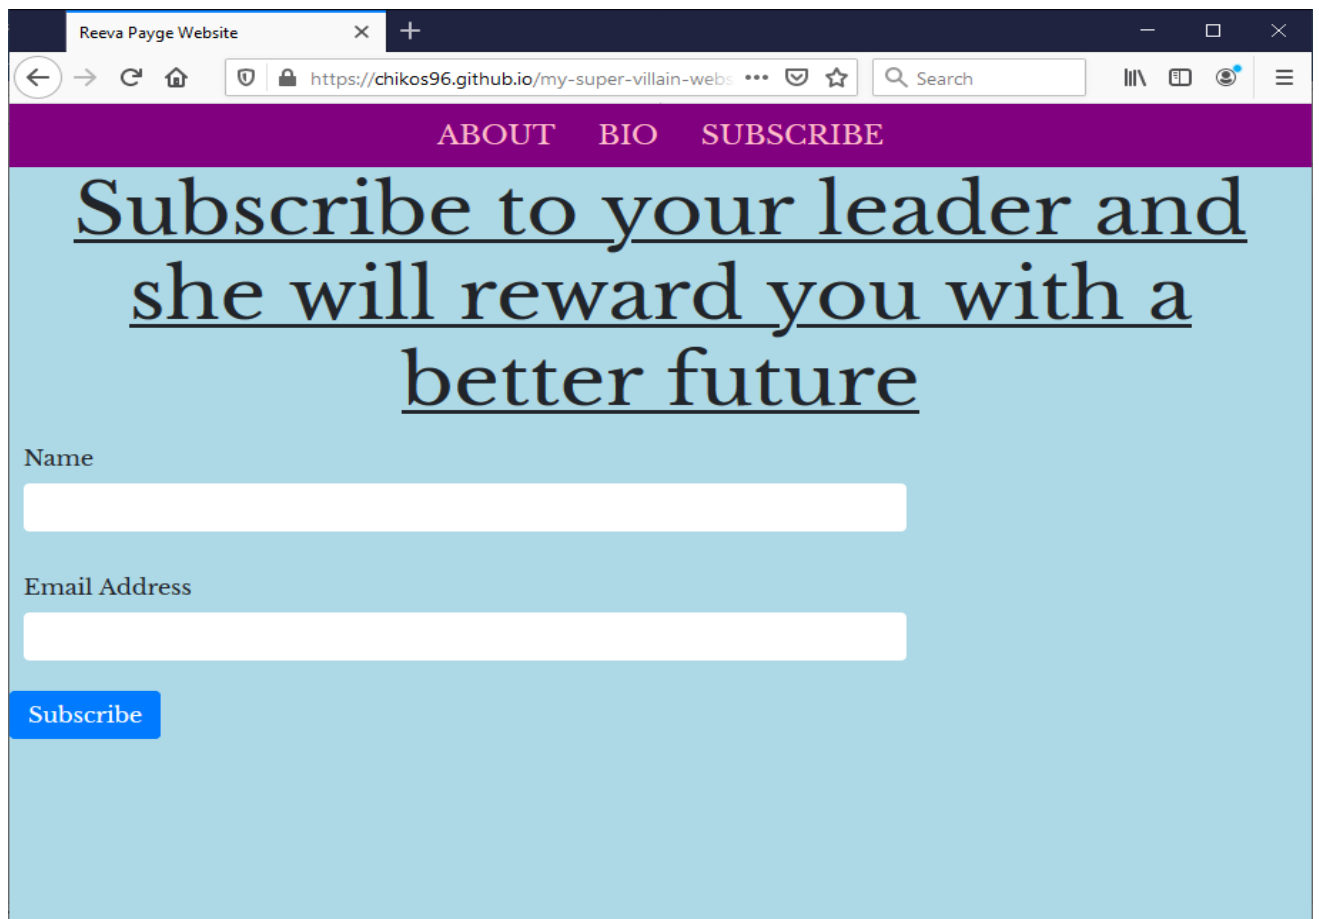 Reeva Payge Website
https://chikos96.github.io/my-super-villain-webs
Search
ABOUT BIO SUBSCRIBE
Subscribe to your leader and
she will reward you with a
better future
Name
Email Address
Subscribe